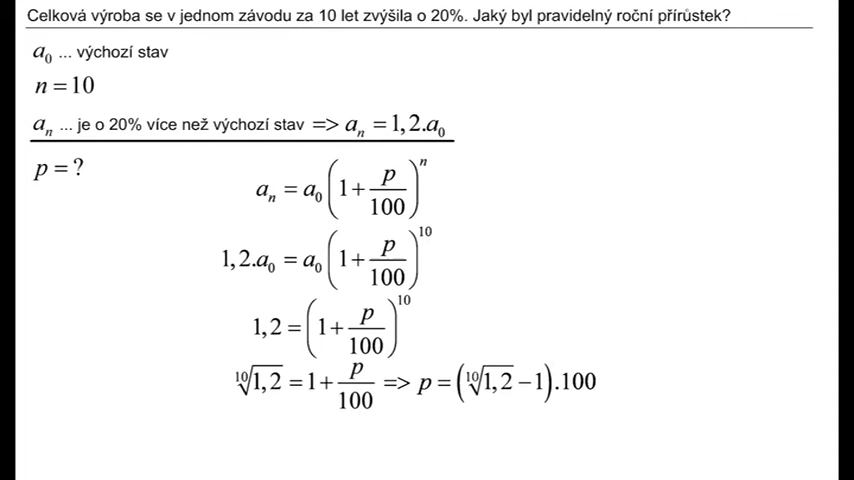 Celková výroba se v jednom závodu za 10 let zvýšila o 20%. Jaký byl pravidelný roční přírůstek?
a₀ ... výchozí stav
n = 10
aₙ ... je o 20% více než výchozí stav => aₙ = 1,2.a₀
p = ?
aₙ = a₀(1 + p/100)ⁿ
1,2.a₀ = a₀(1 + p/100)¹⁰
1,2 = (1 + p/100)¹⁰
¹⁰√1,2 = 1 + p/100 => p = (¹⁰√1,2 − 1).100